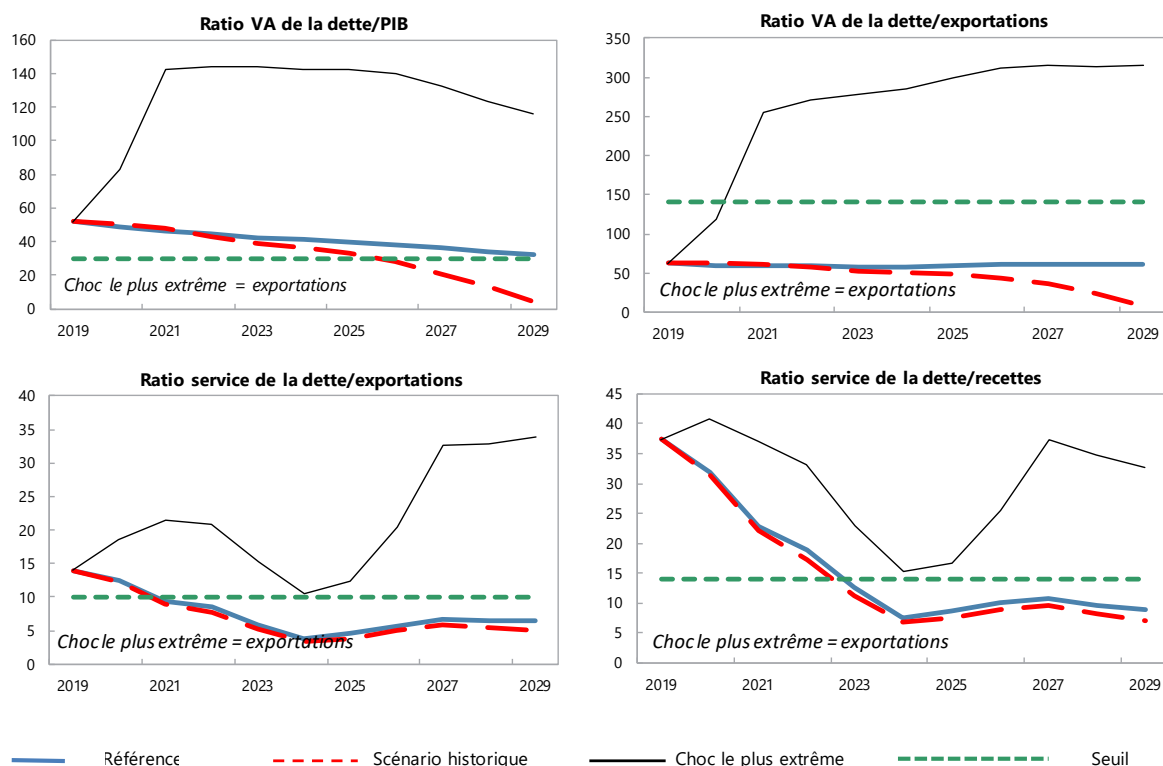 Ratio VA de la dette/PIB
160
140
120
100
80
60
40
20
0
Choc le plus extrême = exportations
2019 2021 2023 2025 2027 2029
Ratio VA de la dette/exportations
350
300
250
200
150
100
50
0
Choc le plus extrême = exportations
2019 2021 2023 2025 2027 2029
Ratio service de la dette/exportations
40
35
30
25
20
15
10
5
0
Choc le plus extrême = exportations
2019 2021 2023 2025 2027 2029
Ratio service de la dette/recettes
45
40
35
30
25
20
15
10
5
0
Choc le plus extrême = exportations
2019 2021 2023 2025 2027 2029
Référence Scénario historique Choc le plus extrême Seuil